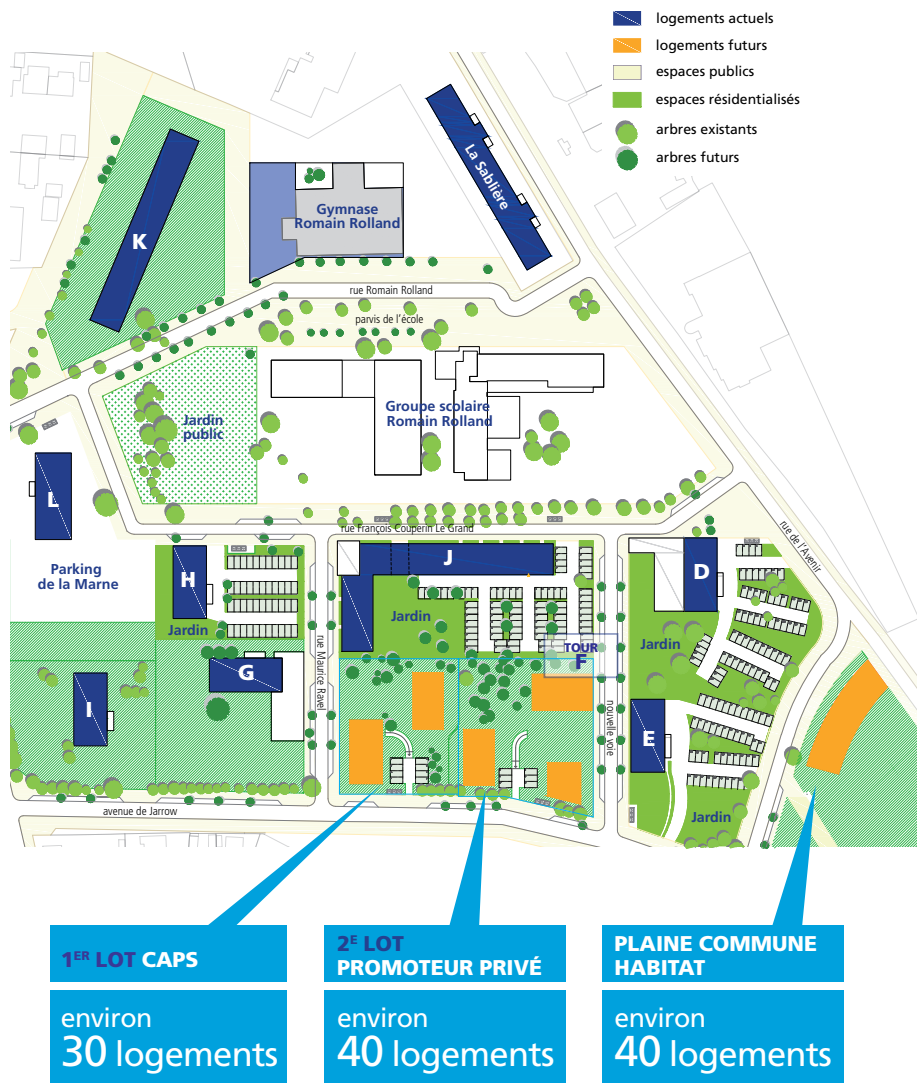 logements actuels
logements futurs
espaces publics
espaces résidentialisés
arbres existants
arbres futurs
La Sablière
Gymnase
Romain Rolland
K
rue Romain Rolland
parvis de l'école
Groupe scolaire
Romain Rolland
Jardin
public
L
rue François Couperin Le Grand
rue de l'Avenir
Parking
de la Marne
H
J
D
Jardin
Jardin
Jardin
TOUR
F
rue Maurice Ravel
G
I
nouvelle voie
E
avenue de Jarrow
Jardin
1ER LOT CAPS
environ
30 logements
2E LOT
PROMOTEUR PRIVÉ
environ
40 logements
PLAINE COMMUNE
HABITAT
environ
40 logements